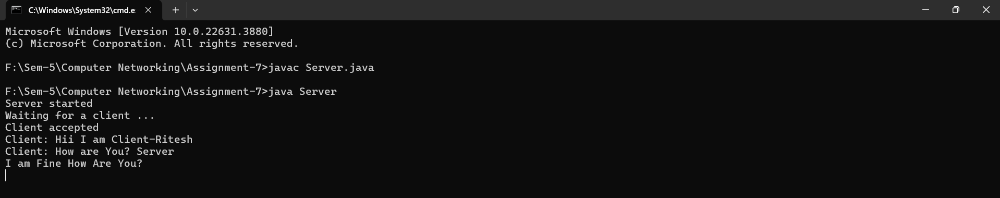 C:\Windows\System32\cmd.e
Microsoft Windows [Version 10.0.22631.3880]
(c) Microsoft Corporation. All rights reserved.
F:\Sem-5\Computer Networking\Assignment-7>javac Server.java
F:\Sem-5\Computer Networking\Assignment-7>java Server
Server started
Waiting for a client ...
Client accepted
Client: Hii I am Client-Ritesh
Client: How are You? Server
I am Fine How Are You?